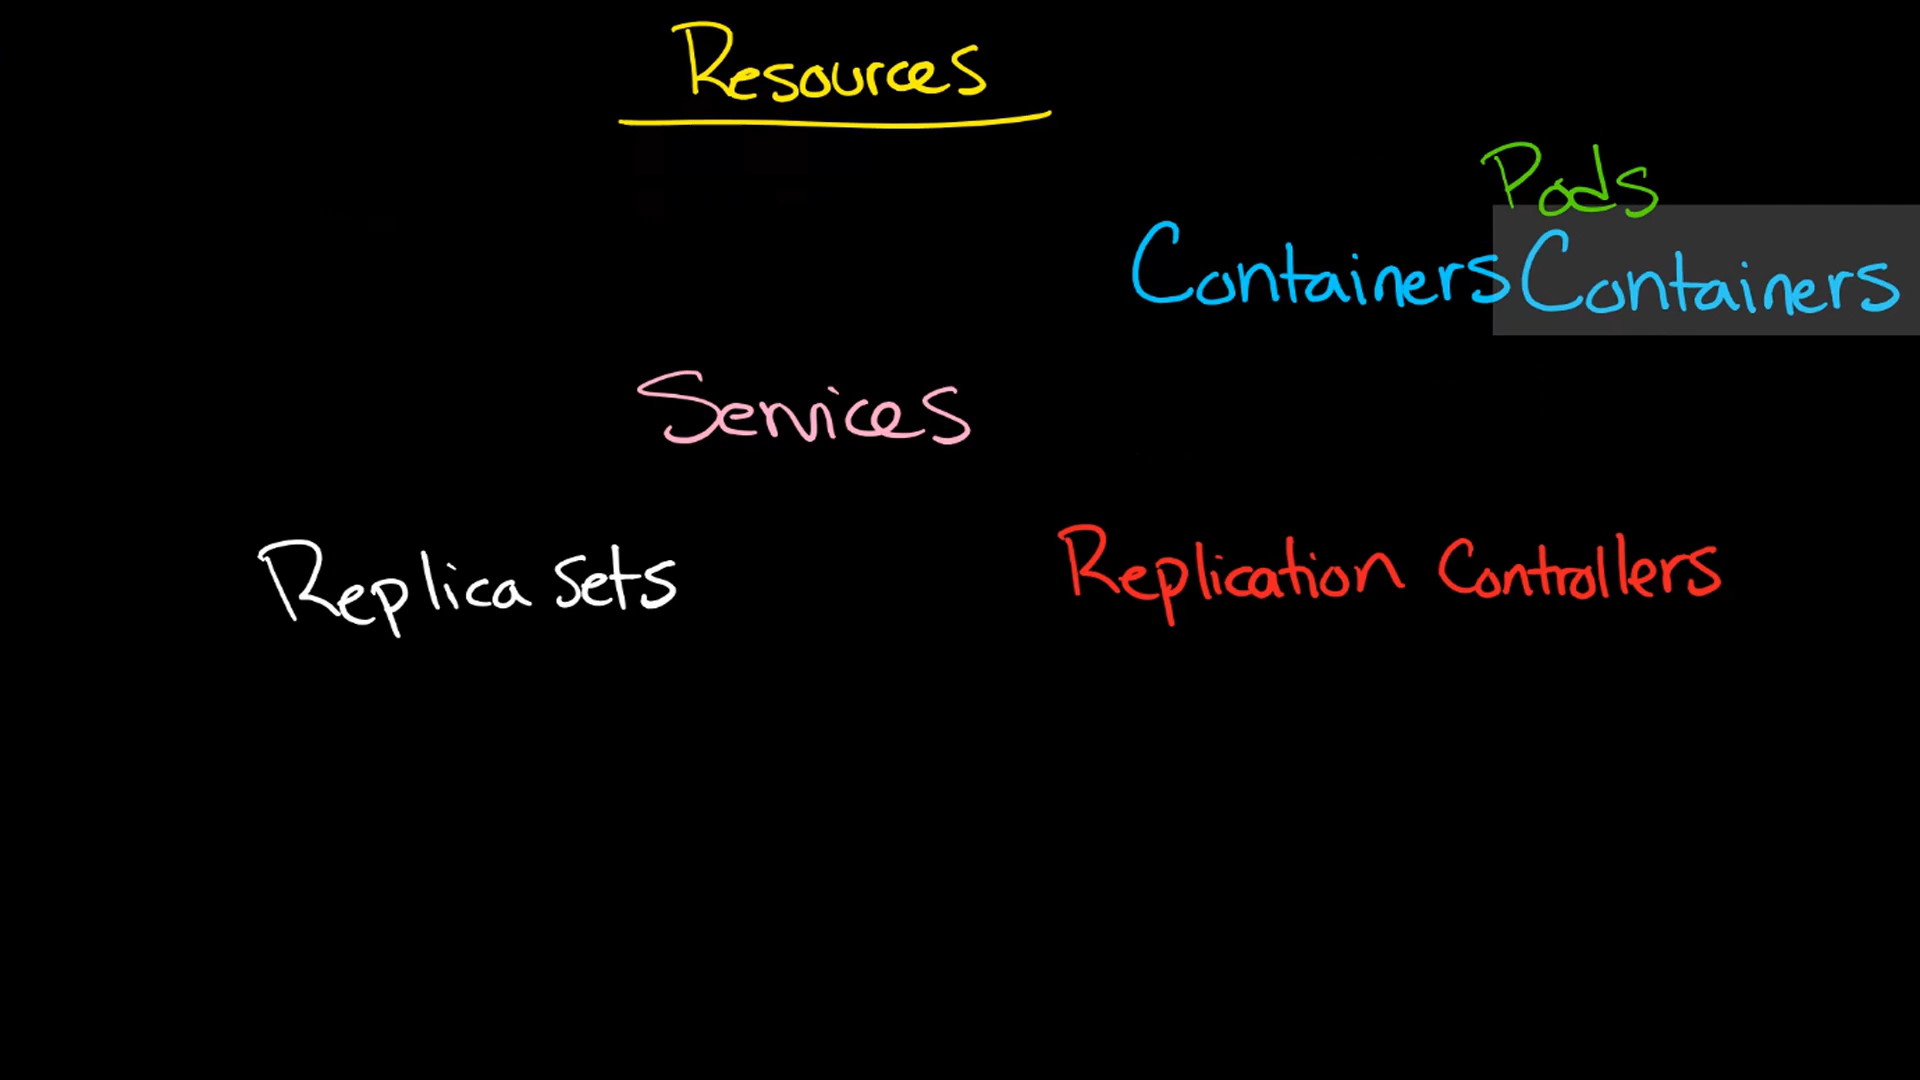 Resources
Pods
Containers Containers
Services
Replica Sets
Replication Controllers